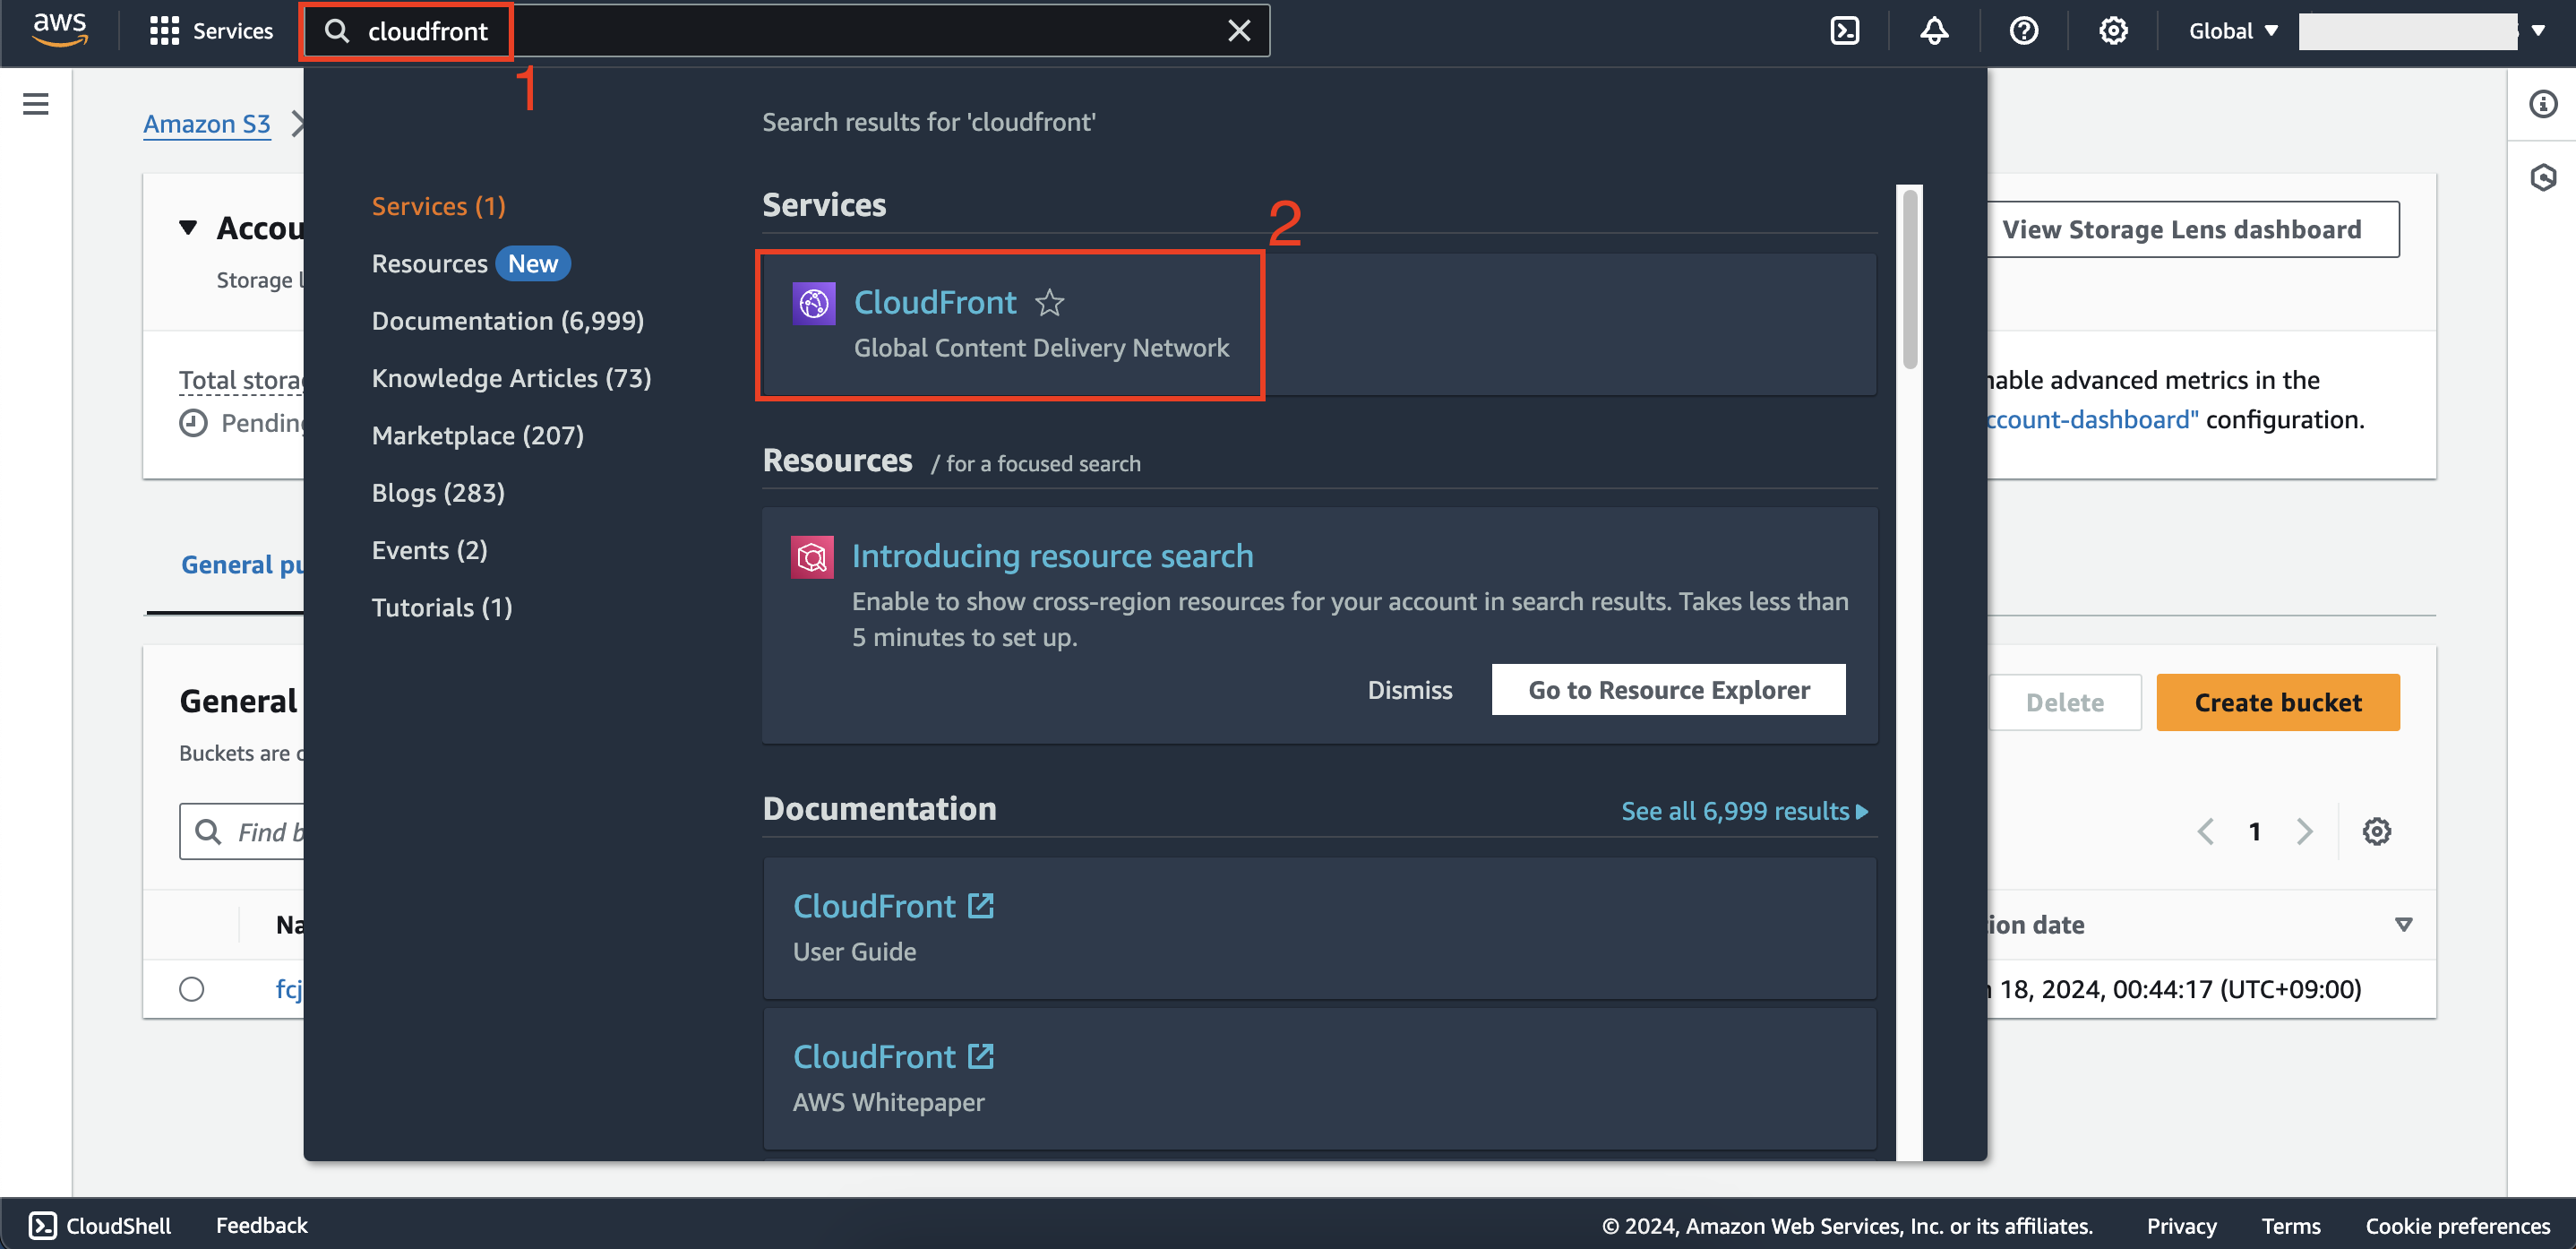 aws
Services
cloudfront
Global
1
Amazon S3
Search results for 'cloudfront'
Services (1)
Resources New
Documentation (6,999)
Knowledge Articles (73)
Marketplace (207)
Blogs (283)
Events (2)
Tutorials (1)
Services
2
CloudFront
Global Content Delivery Network
Resources / for a focused search
Introducing resource search
Enable to show cross-region resources for your account in search results. Takes less than
5 minutes to set up.
Dismiss
Go to Resource Explorer
Documentation
See all 6,999 results
CloudFront
User Guide
CloudFront
AWS Whitepaper
Accou
Storage l
Total storag
Pending
View Storage Lens dashboard
nable advanced metrics in the
ccount-dashboard" configuration.
General pu
General
Buckets are c
Delete
Create bucket
Find b
1
Na
ion date
fcj
18, 2024, 00:44:17 (UTC+09:00)
CloudShell
Feedback
© 2024, Amazon Web Services, Inc. or its affiliates.
Privacy
Terms
Cookie preferences